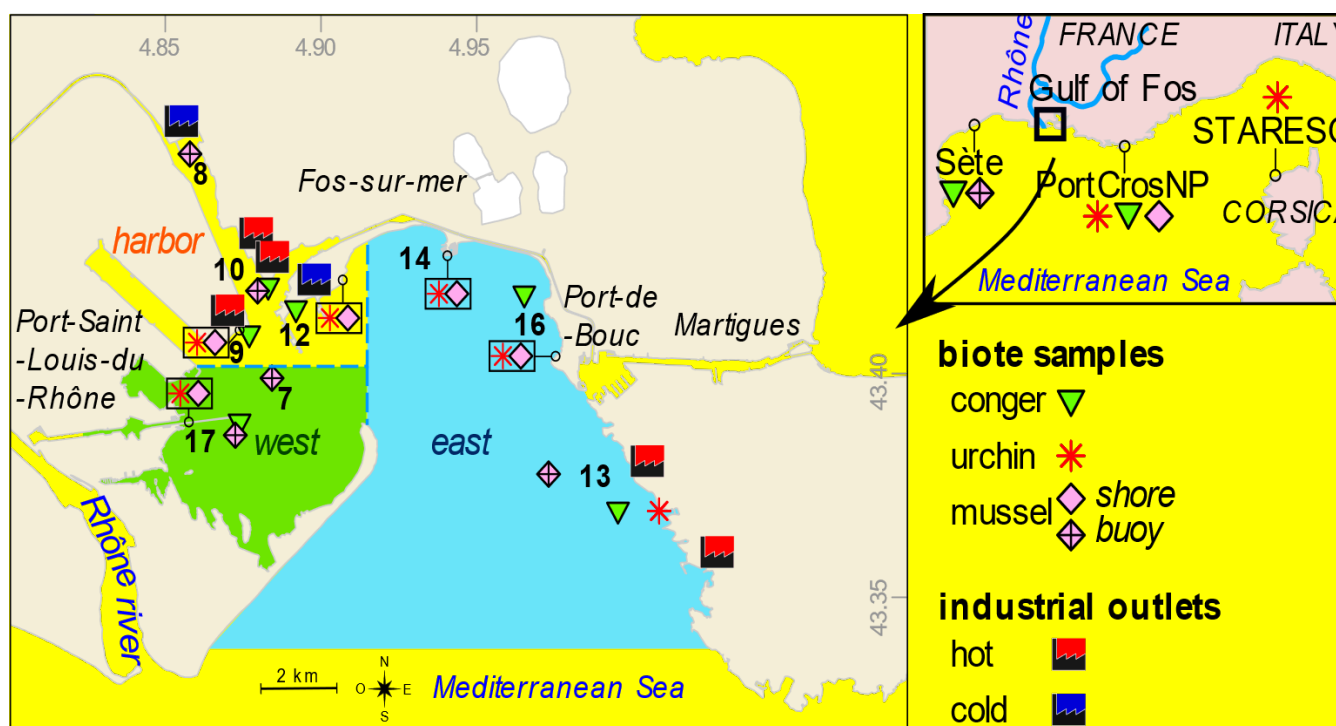 4.85
4.90
4.95
8
Fos-sur-mer
harbor
10
14
12
9
16
Port-de
-Bouc
Martigues
Port-Saint
-Louis-du
-Rhône
43.40
7
17
west
east
13
Rhône river
43.35
2 km
N
O
E
S
Mediterranean Sea
Rhône
FRANCE
ITALY
Gulf of Fos
STARESO
Sète
PortCrosNP
CORSICA
Mediterranean Sea
biote samples
conger
urchin
mussel
shore
buoy
industrial outlets
hot
cold